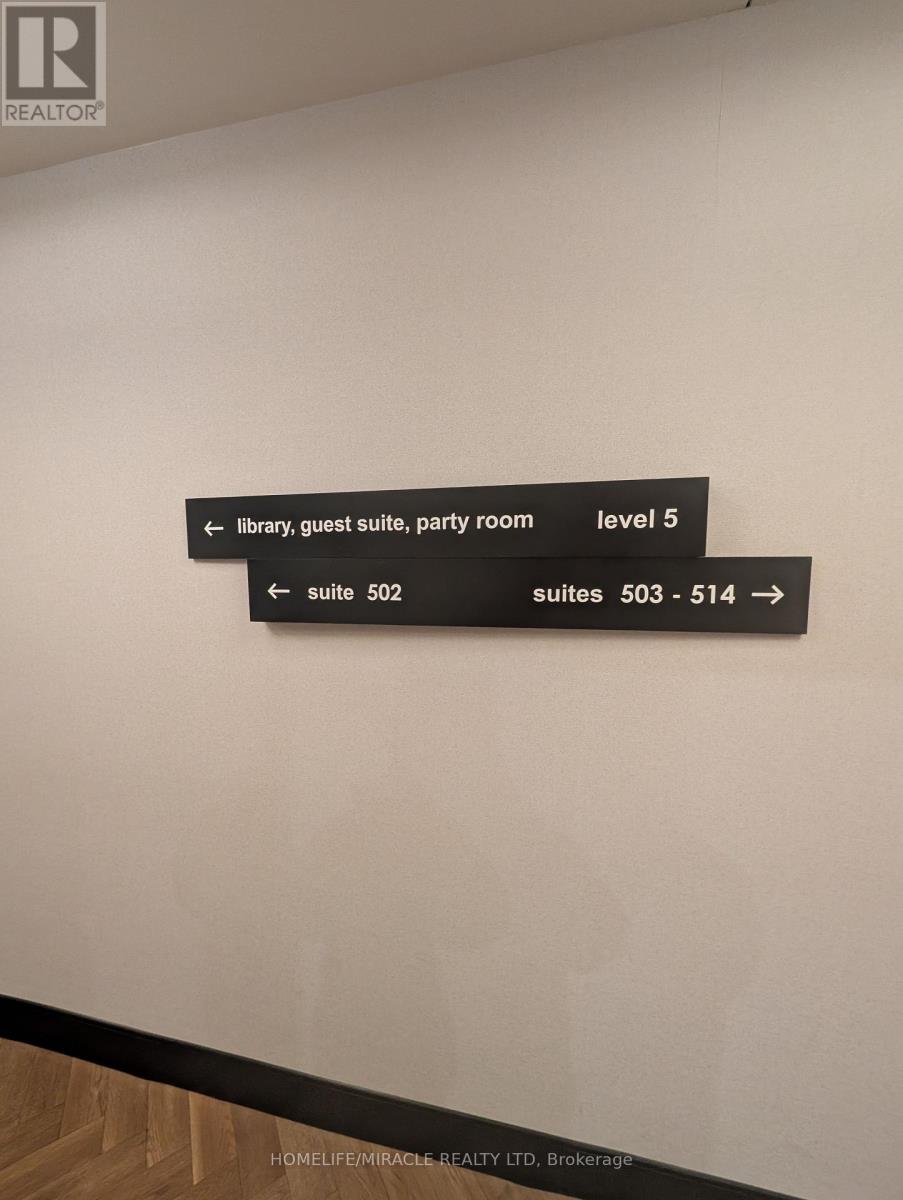 R
REALTOR®
← library, guest suite, party room level 5
← suite 502 suites 503 - 514 →
HOMELIFE/MIRACLE REALTY LTD, Brokerage